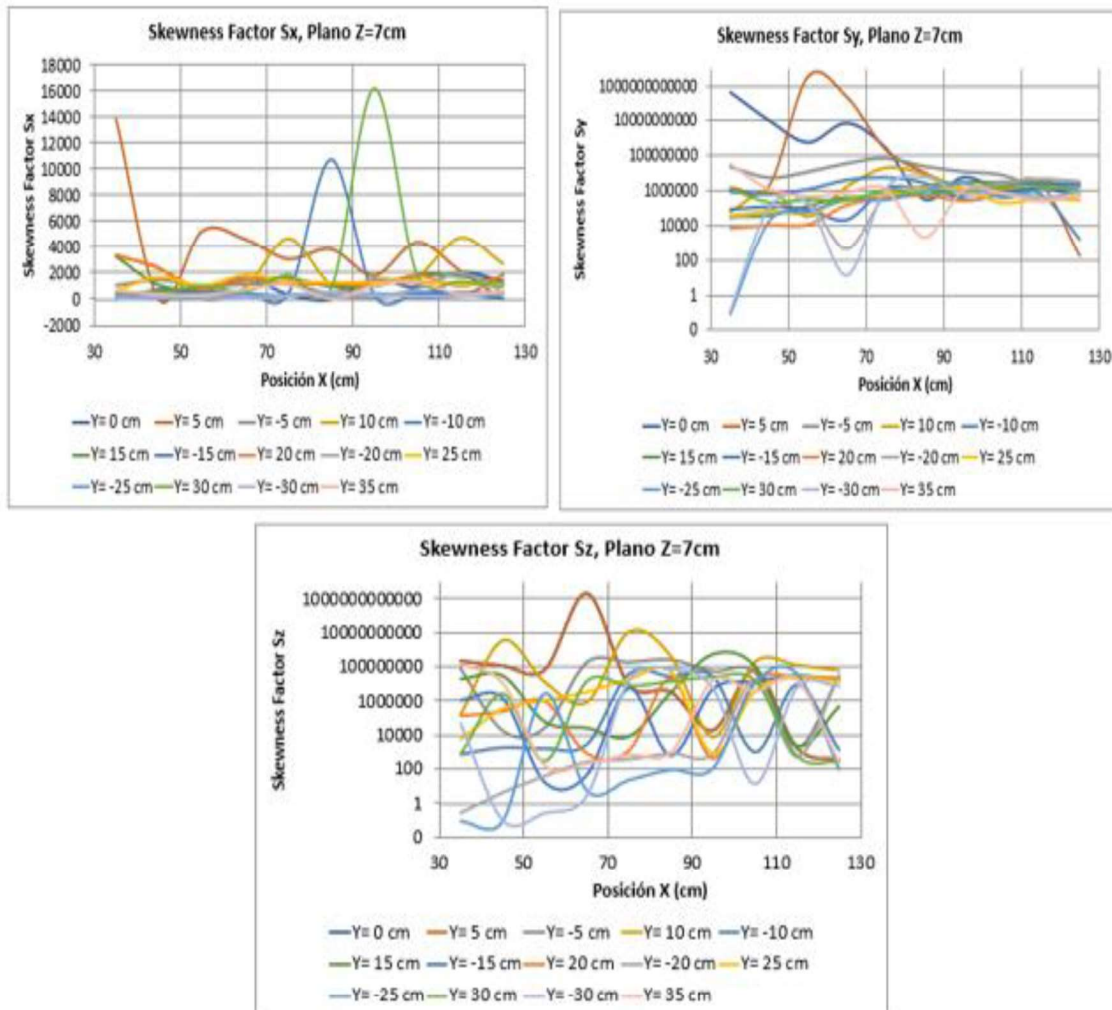 Skewness Factor Sx, Plano Z=7cm
18000
16000
14000
12000
10000
8000
6000
4000
2000
0
-2000
Skewness Factor Sx
30 50 70 90 110 130
Posición X (cm)
Y= 0 cm Y= 5 cm Y= -5 cm Y= 10 cm Y= -10 cm
Y= 15 cm Y= -15 cm Y= 20 cm Y= -20 cm Y= 25 cm
Y= -25 cm Y= 30 cm Y= -30 cm Y= 35 cm
Skewness Factor Sy, Plano Z=7cm
1000000000000
10000000000
100000000
1000000
10000
100
1
0
Skewness Factor Sy
30 50 70 90 110 130
Posición X (cm)
Y= 0 cm Y= 5 cm Y= -5 cm Y= 10 cm Y= -10 cm
Y= 15 cm Y= -15 cm Y= 20 cm Y= -20 cm Y= 25 cm
Y= -25 cm Y= 30 cm Y= -30 cm Y= 35 cm
Skewness Factor Sz, Plano Z=7cm
1000000000000
10000000000
100000000
1000000
10000
100
1
0
Skewness Factor Sz
30 50 70 90 110 130
Posición X (cm)
Y= 0 cm Y= 5 cm Y= -5 cm Y= 10 cm Y= -10 cm
Y= 15 cm Y= -15 cm Y= 20 cm Y= -20 cm Y= 25 cm
Y= -25 cm Y= 30 cm Y= -30 cm Y= 35 cm